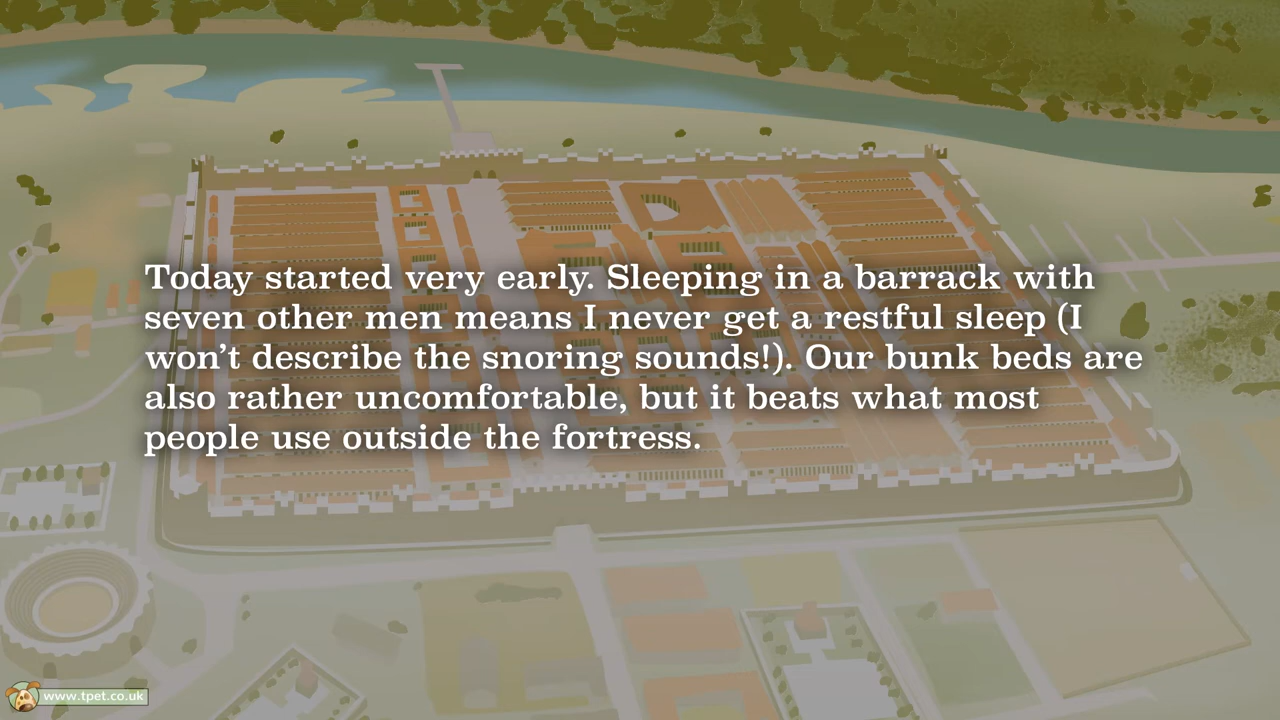 Today started very early. Sleeping in a barrack with
seven other men means I never get a restful sleep (I
won't describe the snoring sounds!). Our bunk beds are
also rather uncomfortable, but it beats what most
people use outside the fortress.
www.tpet.co.uk